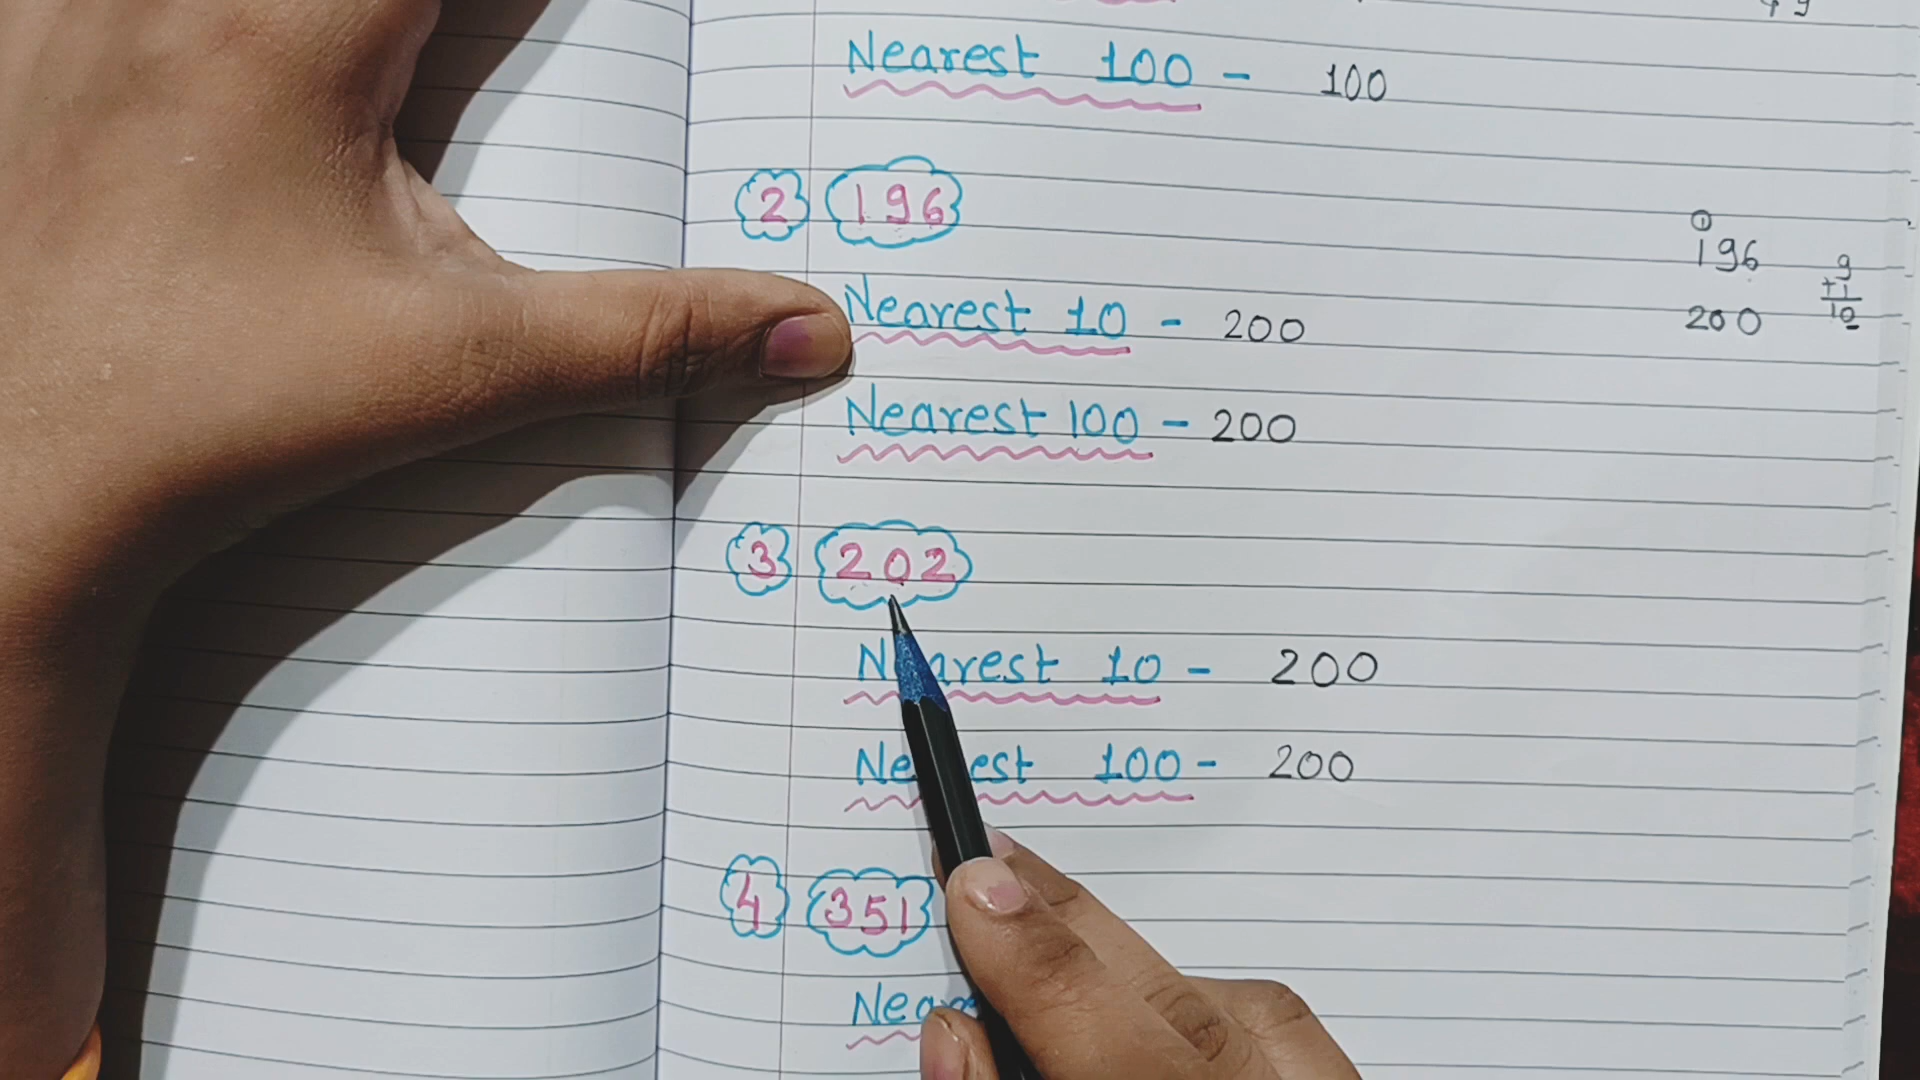 Nearest 100 - 100
2 196
Nearest 10 - 200
Nearest 100 - 200
1
196
200
9
+1
10
3 202
Nearest 10 - 200
Nearest 100 - 200
4 351